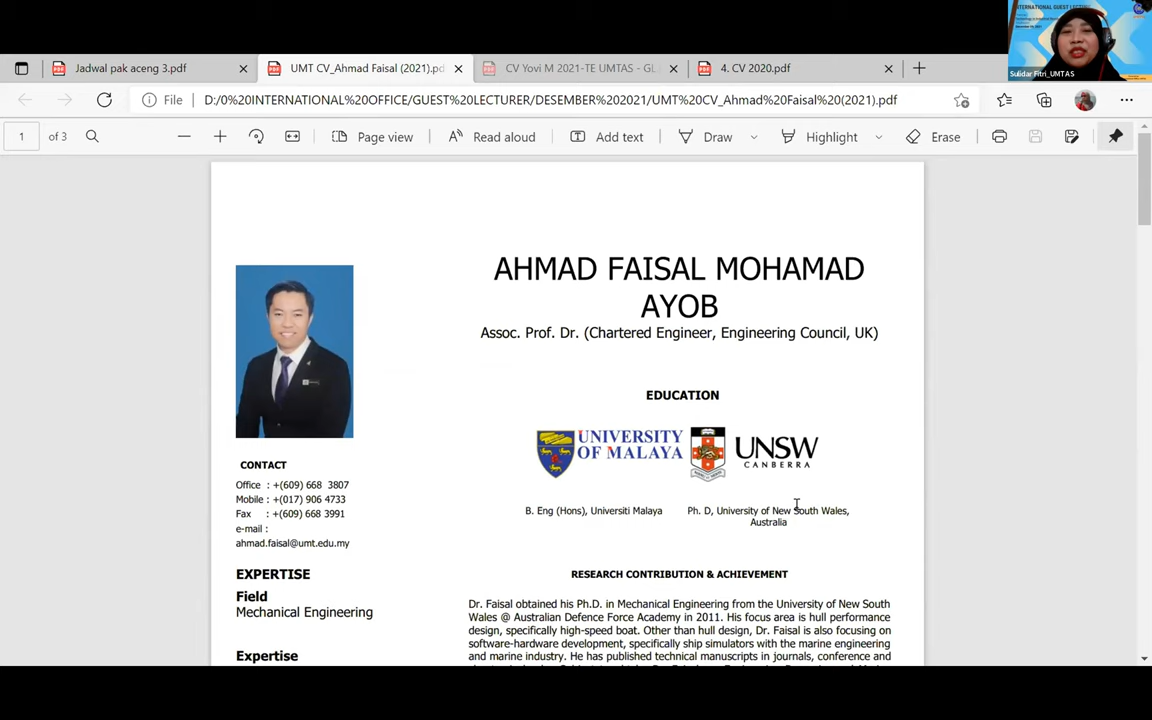 INTERNATIONAL GUEST LECTURE
Sulidar Fitri_UMTAS
Jadwal pak aceng 3.pdf
UMT CV_Ahmad Faisal (2021).pd
CV Yovi M 2021-TE UMTAS - GL.p
4. CV 2020.pdf
File
D:/0%20INTERNATIONAL%20OFFICE/GUEST%20LECTURER/DESEMBER%202021/UMT%20CV_Ahmad%20Faisal%20(2021).pdf
1 of 3
Page view
Read aloud
Add text
Draw
Highlight
Erase
AHMAD FAISAL MOHAMAD
AYOB
Assoc. Prof. Dr. (Chartered Engineer, Engineering Council, UK)
EDUCATION
UNIVERSITY
OF MALAYA
UNSW
CANBERRA
B. Eng (Hons), Universiti Malaya
Ph. D, University of New South Wales,
Australia
CONTACT
Office : +(609) 668 3807
Mobile : +(017) 906 4733
Fax : +(609) 668 3991
e-mail :
ahmad.faisal@umt.edu.my
EXPERTISE
Field
Mechanical Engineering
Expertise
RESEARCH CONTRIBUTION & ACHIEVEMENT
Dr. Faisal obtained his Ph.D. in Mechanical Engineering from the University of New South
Wales @ Australian Defence Force Academy in 2011. His focus area is hull performance
design, specifically high-speed boat. Other than hull design, Dr. Faisal is also focusing on
software-hardware development, specifically ship simulators with the marine engineering
and marine industry. He has published technical manuscripts in journals, conference and